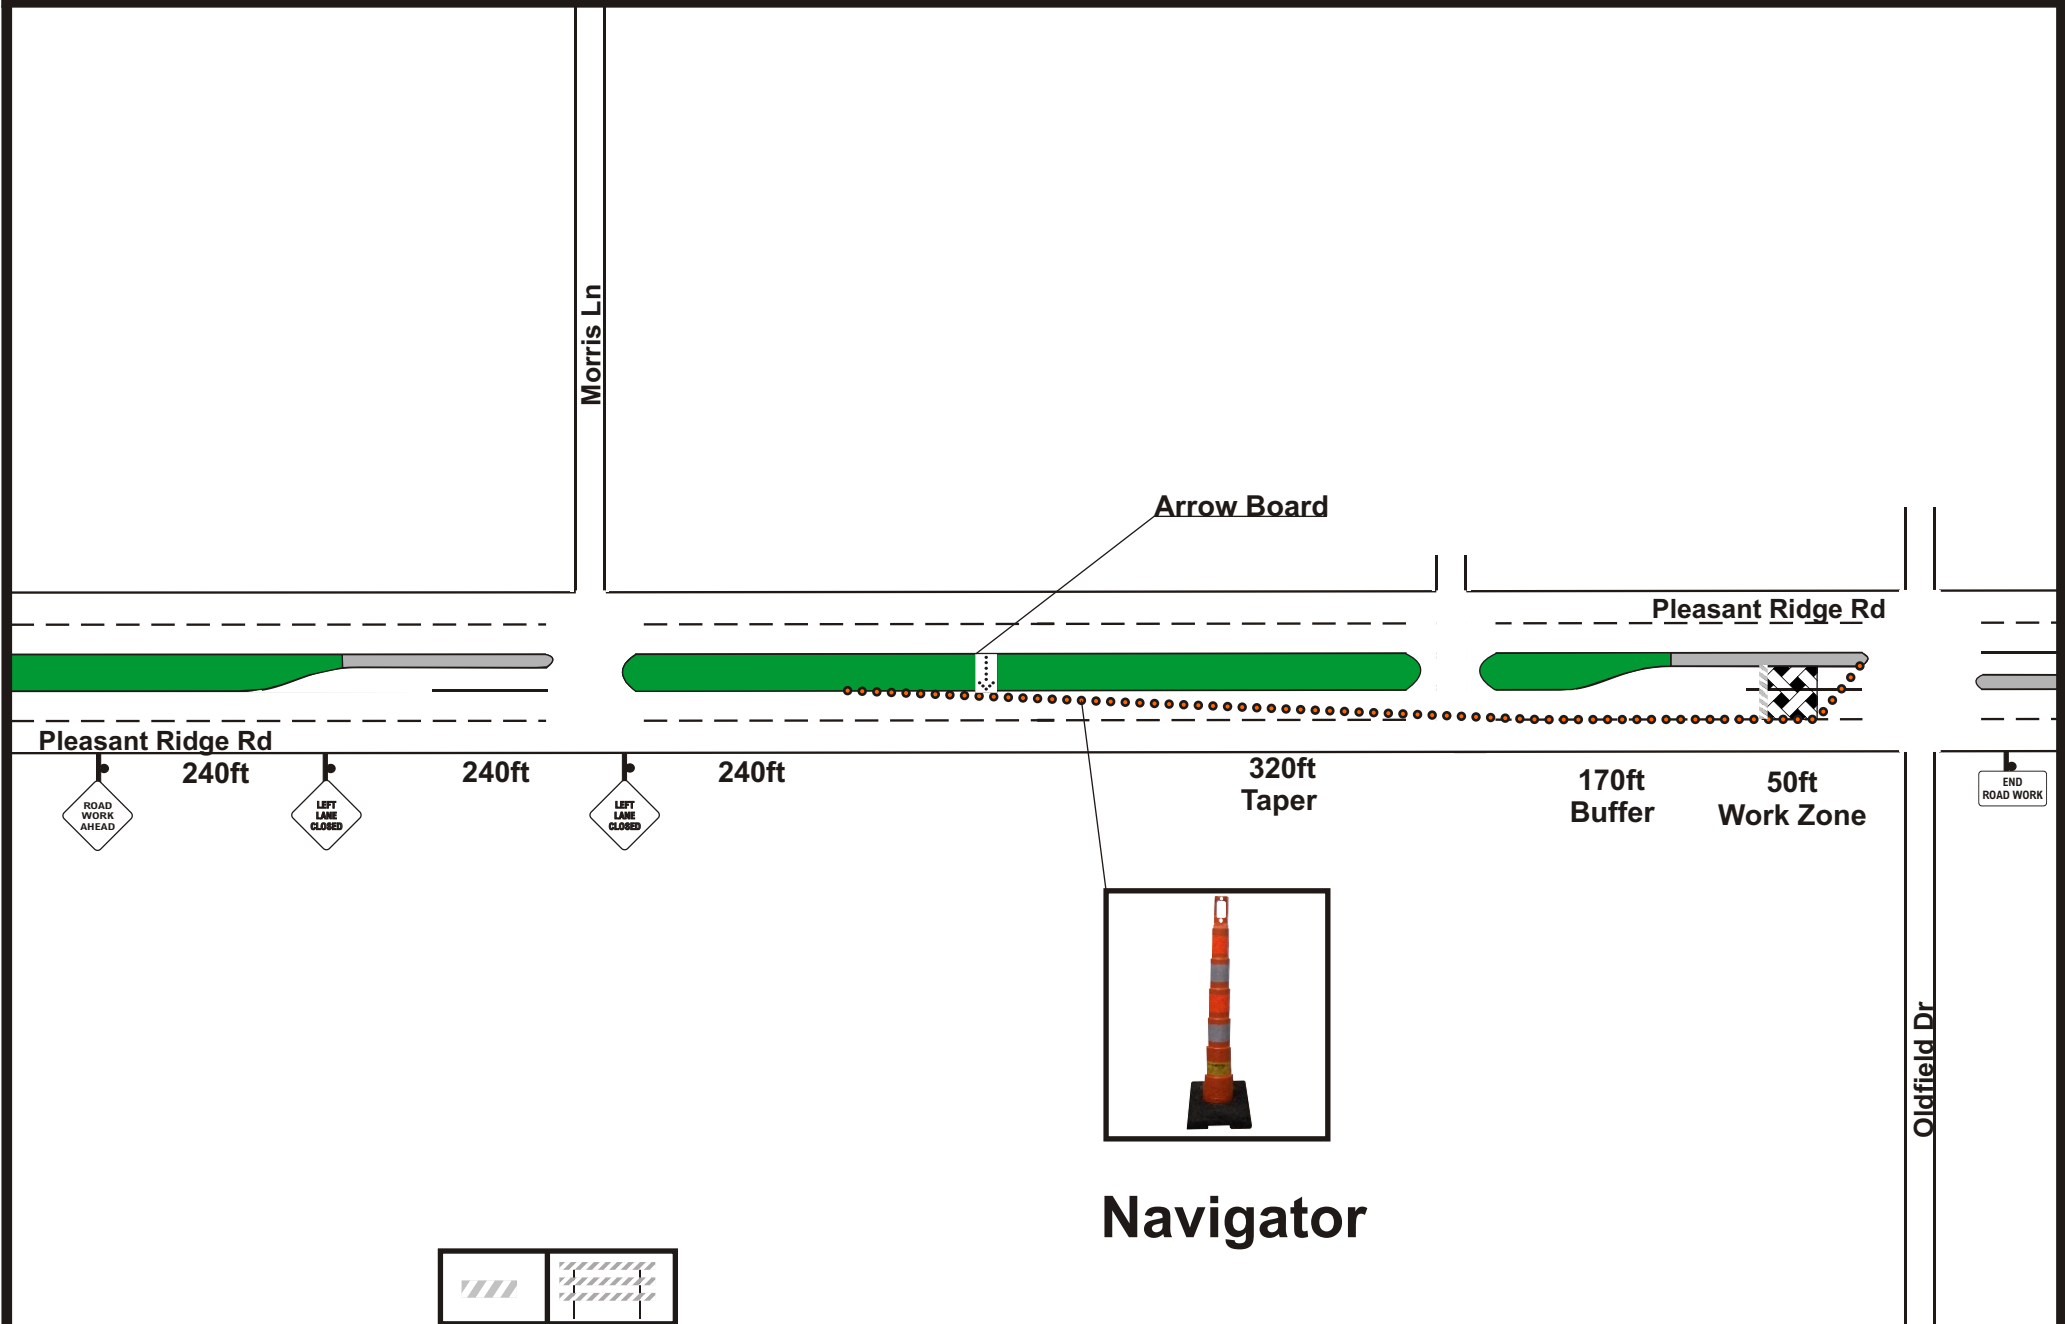 Morris Ln
Arrow Board
Pleasant Ridge Rd
Pleasant Ridge Rd
240ft
240ft
240ft
320ft
Taper
170ft
Buffer
50ft
Work Zone
ROAD
WORK
AHEAD
LEFT
LANE
CLOSED
LEFT
LANE
CLOSED
END
ROAD WORK
Oldfield Dr
Navigator